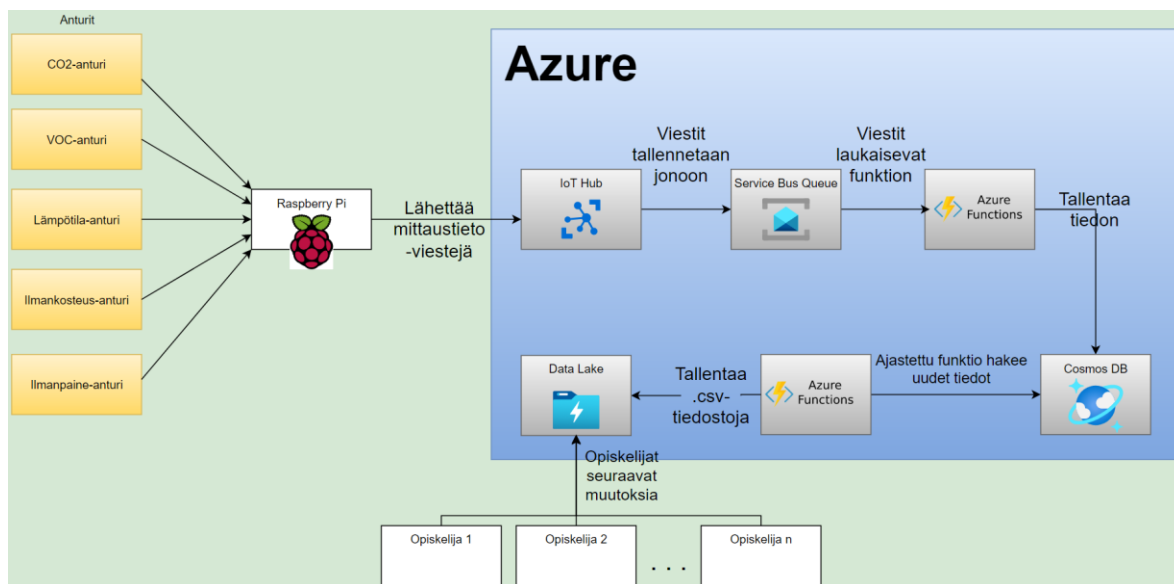 Anturit
CO2-anturi
VOC-anturi
Lämpötila-anturi
Ilmankosteus-anturi
Ilmanpaine-anturi
Raspberry Pi
Lähettää
mittaustieto
-viestejä
Azure
IoT Hub
Viestit
tallennetaan
jonoon
Service Bus Queue
Viestit
laukaisevat
funktion
Azure
Functions
Tallentaa
tiedon
Cosmos DB
Ajastettu funktio hakee
uudet tiedot
Azure
Functions
Tallentaa
.csv-
tiedostoja
Data Lake
Opiskelijat
seuraavat
muutoksia
Opiskelija 1
Opiskelija 2
. . .
Opiskelija n